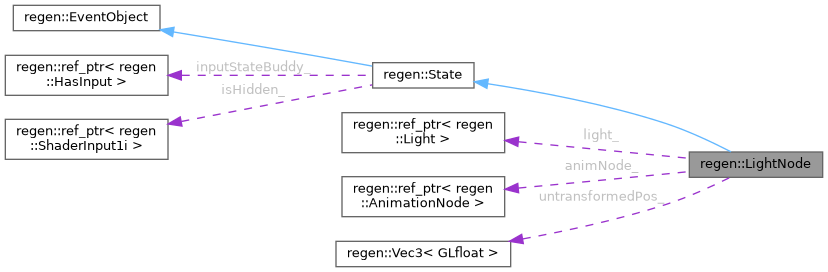 regen::EventObject
regen::ref_ptr< regen
::HasInput >
inputStateBuddy_
regen::State
isHidden_
regen::ref_ptr< regen
::ShaderInput1i >
regen::ref_ptr< regen
::Light >
light_
regen::LightNode
animNode_
regen::ref_ptr< regen
::AnimationNode >
untransformedPos_
regen::Vec3< GLfloat >